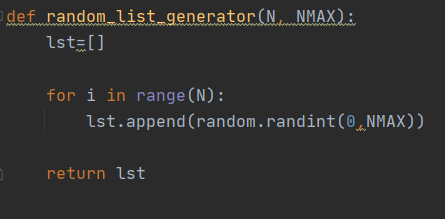 def random_list_generator(N, NMAX):
    lst=[]
    for i in range(N):
        lst.append(random.randint(0,NMAX))
    return lst